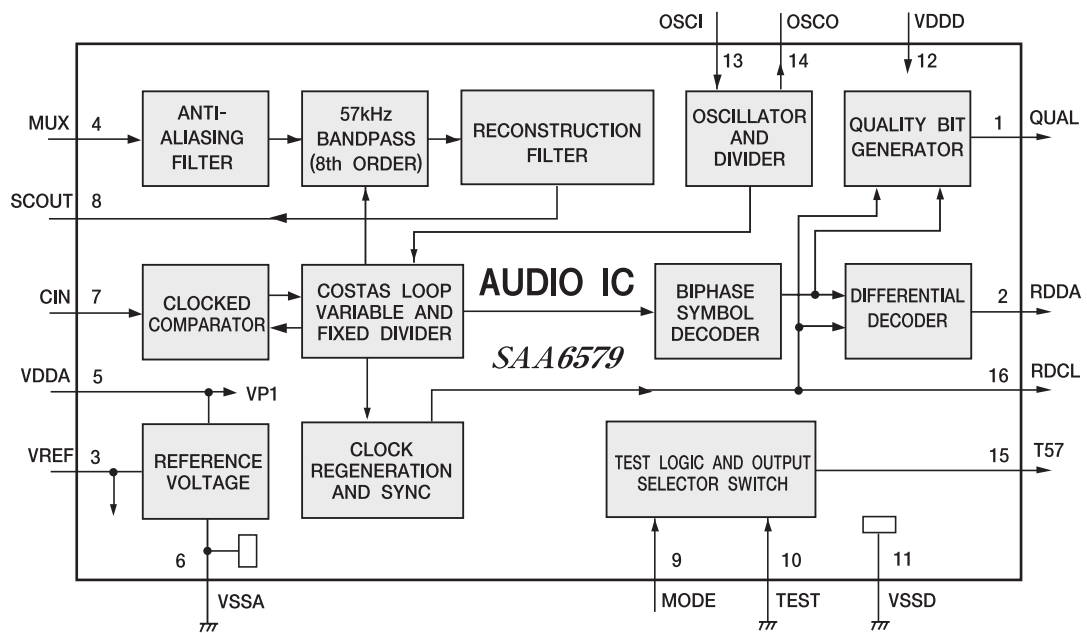 OSCI
OSCO
VDDD
13
14
12
MUX
4
ANTI-
ALIASING
FILTER
57kHz
BANDPASS
(8th ORDER)
RECONSTRUCTION
FILTER
OSCILLATOR
AND
DIVIDER
QUALITY BIT
GENERATOR
1
QUAL
SCOUT
8
CIN
7
CLOCKED
COMPARATOR
COSTAS LOOP
VARIABLE AND
FIXED DIVIDER
AUDIO IC
SAA6579
BIPHASE
SYMBOL
DECODER
DIFFERENTIAL
DECODER
2
RDDA
VDDA
5
VP1
16
RDCL
VREF
3
REFERENCE
VOLTAGE
CLOCK
REGENERATION
AND SYNC
TEST LOGIC AND OUTPUT
SELECTOR SWITCH
15
T57
6
9
10
11
VSSA
MODE
TEST
VSSD